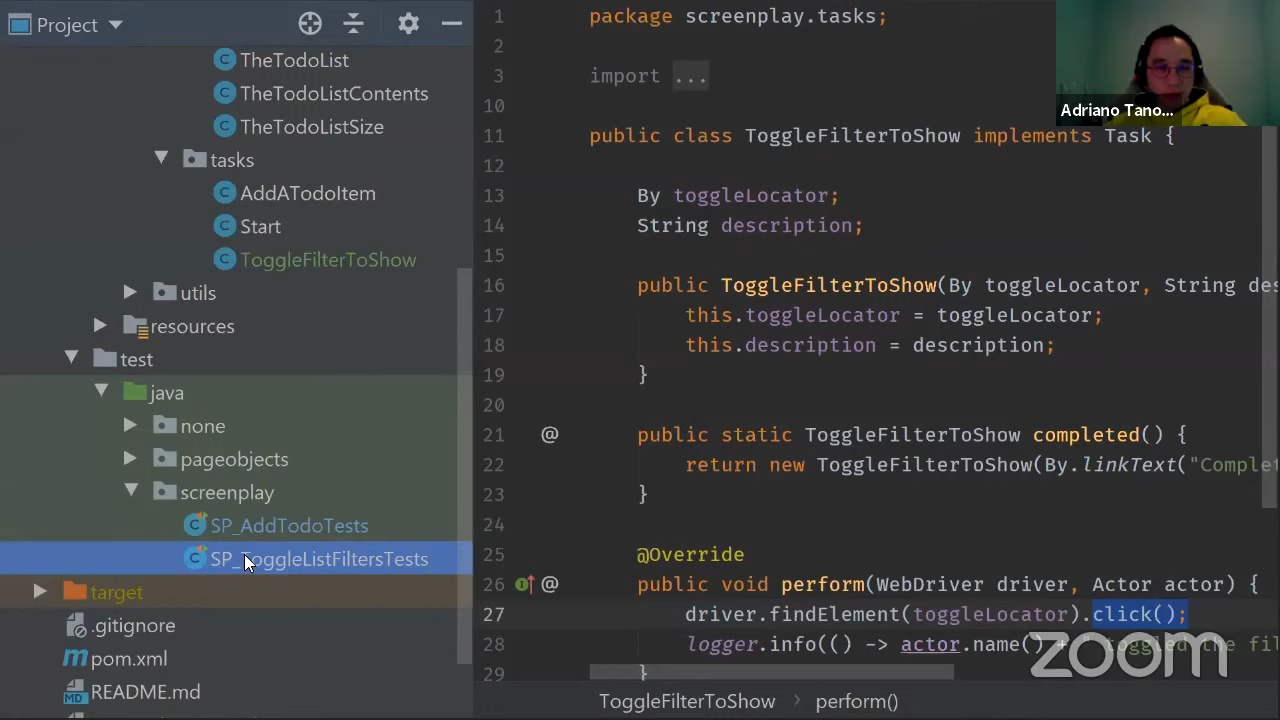 Project
TheTodoList
TheTodoListContents
TheTodoListSize
tasks
AddATodoItem
Start
ToggleFilterToShow
utils
resources
test
java
none
pageobjects
screenplay
SP_AddTodoTests
SP_ToggleListFiltersTests
target
.gitignore
pom.xml
README.md
1 package screenplay.tasks;
2
3 import ...
10
11 public class ToggleFilterToShow implements Task {
12
13 By toggleLocator;
14 String description;
15
16 public ToggleFilterToShow(By toggleLocator, String des
17 this.toggleLocator = toggleLocator;
18 this.description = description;
19 }
20
21 @ public static ToggleFilterToShow completed() {
22 return new ToggleFilterToShow(By.linkText("Complet
23 }
24
25 @Override
26 @ public void perform(WebDriver driver, Actor actor) {
27 driver.findElement(toggleLocator).click();
28 logger.info(() -> actor.name() + " toggled the fil
29 }
ToggleFilterToShow > perform()
Adriano Tano...
zoom